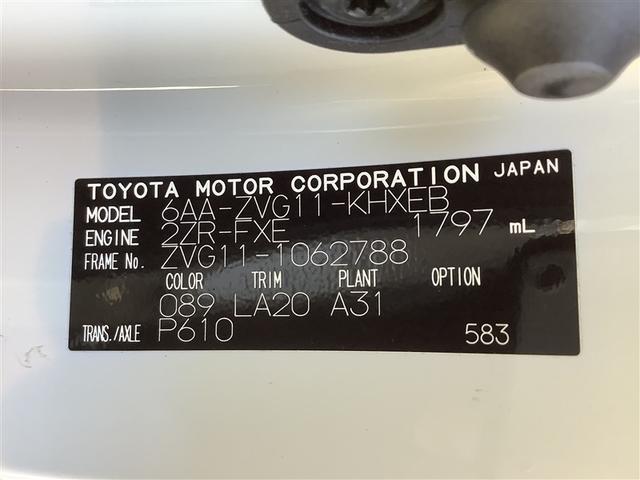 TOYOTA MOTOR CORPORATION JAPAN
MODEL 6AA-ZVG11-KHXEB
ENGINE 2ZR-FXE 1797 mL
FRAME No. ZVG11-1062788
COLOR TRIM PLANT OPTION
089 LA20 A31
TRANS./AXLE P610 583